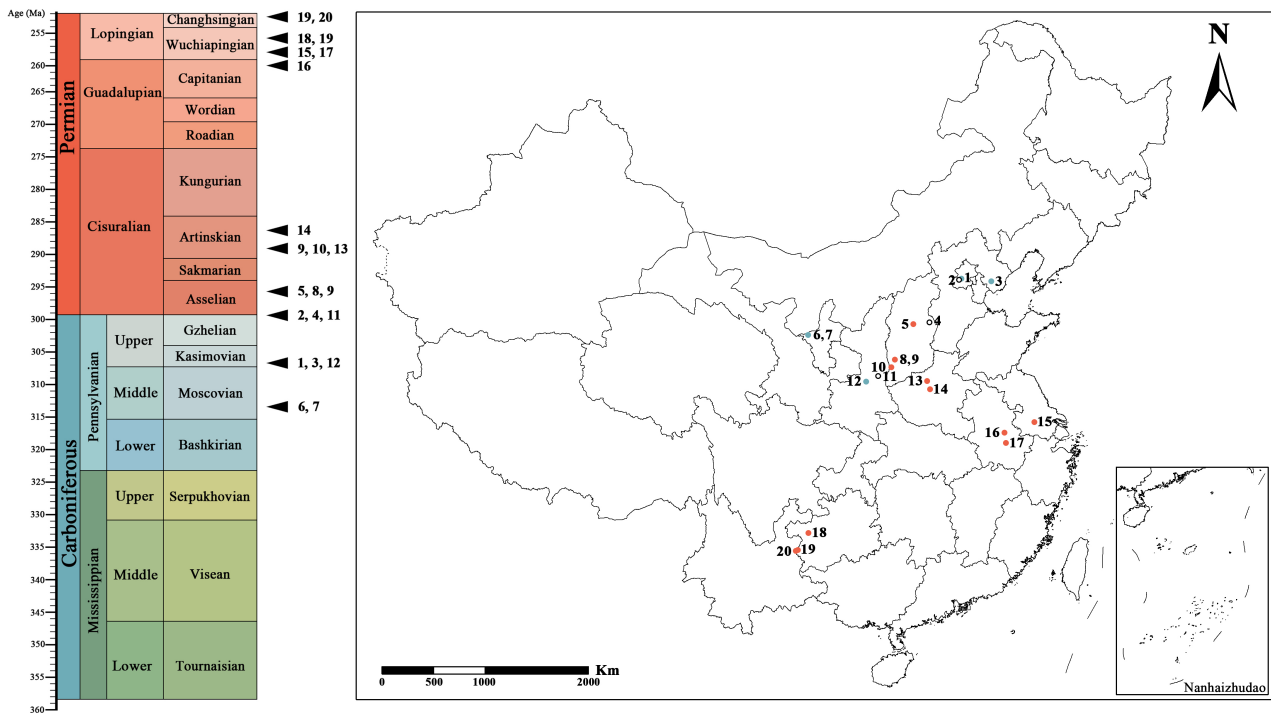 Age (Ma)
255
260
265
270
275
280
285
290
295
300
305
310
315
320
325
330
335
340
345
350
355
360
Permian
Carboniferous
Lopingian
Guadalupian
Cisuralian
Pennsylvanian
Mississippian
Upper
Middle
Lower
Upper
Middle
Lower
Changhsingian
Wuchiapingian
Capitanian
Wordian
Roadian
Kungurian
Artinskian
Sakmarian
Asselian
Gzhelian
Kasimovian
Moscovian
Bashkirian
Serpukhovian
Visean
Tournaisian
19, 20
18, 19
15, 17
16
14
9, 10, 13
5, 8, 9
2, 4, 11
1, 3, 12
6, 7
N
2 1 3
5 4
6, 7
8, 9
10
11
12
13
14
15
16
17
18
20 19
Km
0 500 1000 2000
Nanhaizhudao